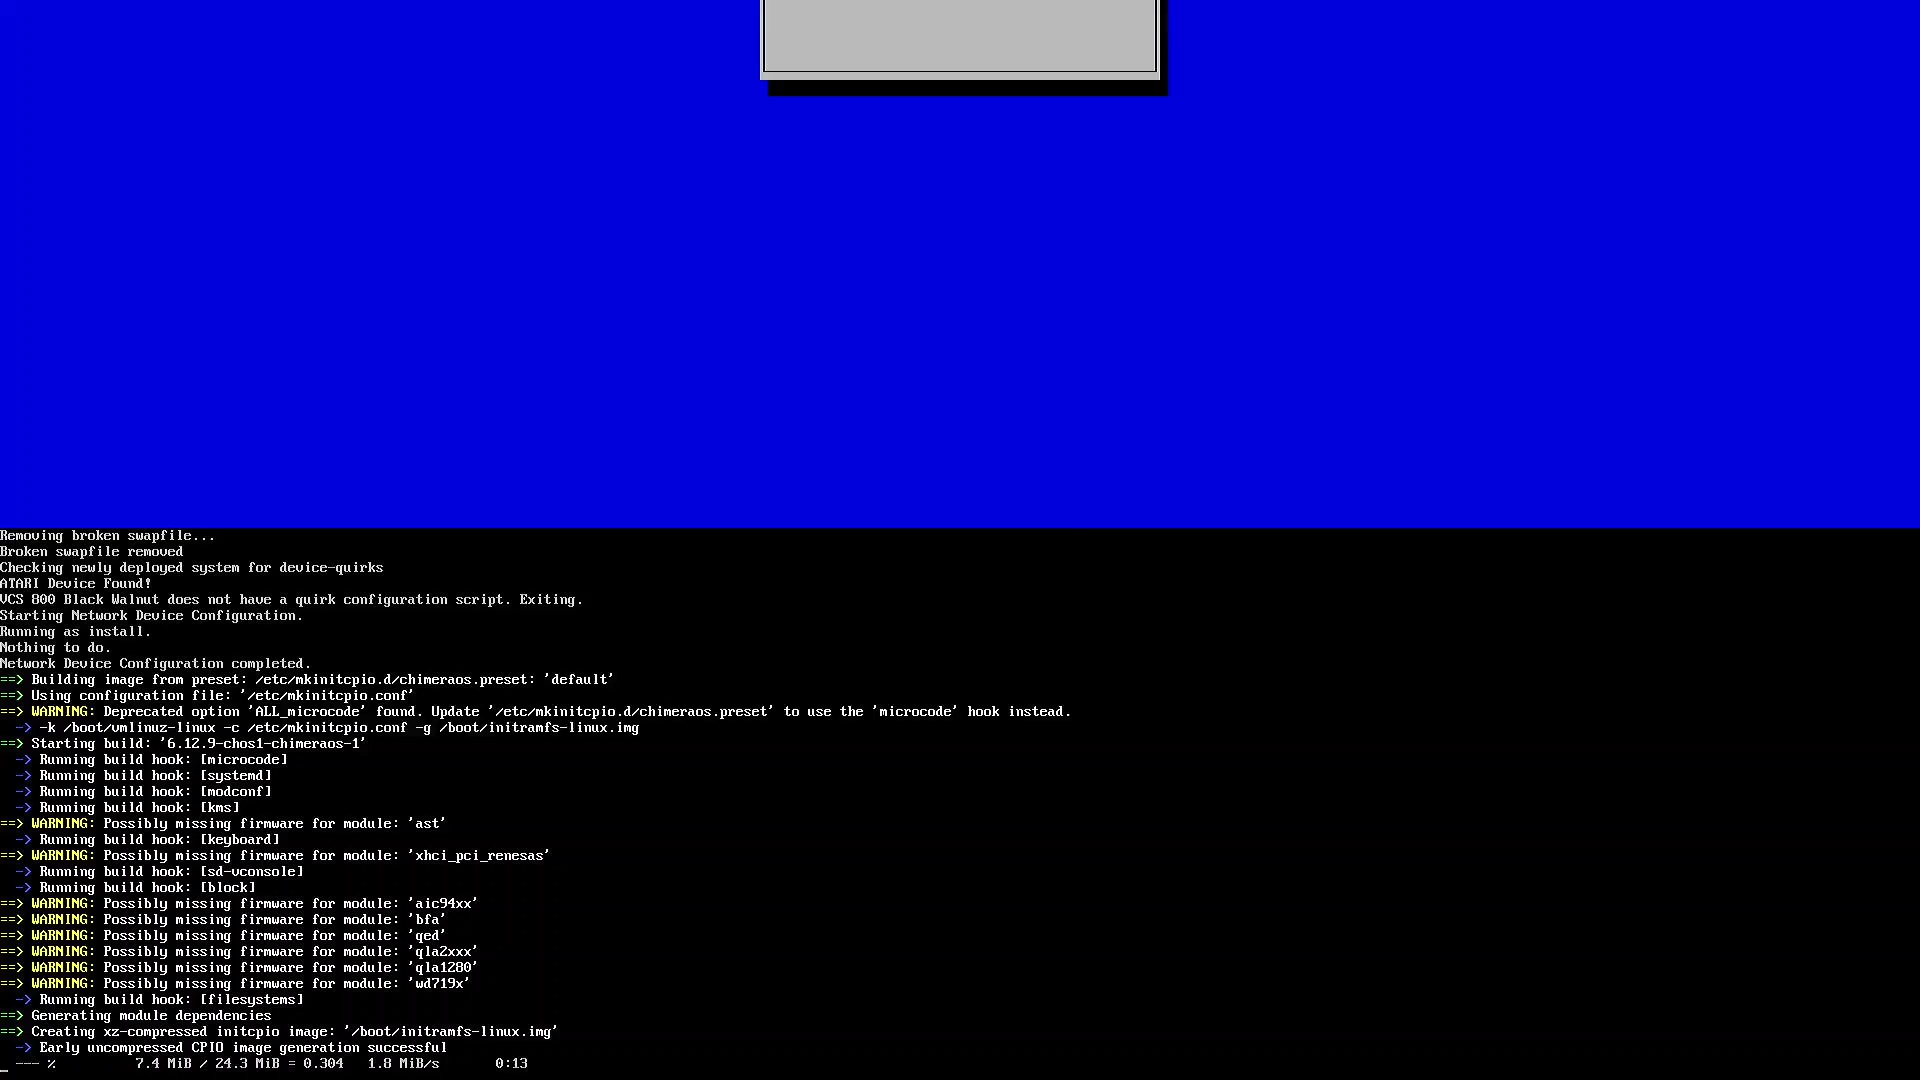 Removing broken swapfile...
Broken swapfile removed
Checking newly deployed system for device-quirks
ATARI Device Found!
VCS 800 Black Walnut does not have a quirk configuration script. Exiting.
Starting Network Device Configuration.
Running as install.
Nothing to do.
Network Device Configuration completed.
==> Building image from preset: /etc/mkinitcpio.d/chimeraos.preset: 'default'
==> Using configuration file: '/etc/mkinitcpio.conf'
==> WARNING: Deprecated option 'ALL_microcode' found. Update '/etc/mkinitcpio.d/chimeraos.preset' to use the 'microcode' hook instead.
  -> -k /boot/vmlinuz-linux -c /etc/mkinitcpio.conf -g /boot/initramfs-linux.img
==> Starting build: '6.12.9-chos1-chimeraos-1'
  -> Running build hook: [microcode]
  -> Running build hook: [systemd]
  -> Running build hook: [modconf]
  -> Running build hook: [kms]
==> WARNING: Possibly missing firmware for module: 'ast'
  -> Running build hook: [keyboard]
==> WARNING: Possibly missing firmware for module: 'xhci_pci_renesas'
  -> Running build hook: [sd-vconsole]
  -> Running build hook: [block]
==> WARNING: Possibly missing firmware for module: 'aic94xx'
==> WARNING: Possibly missing firmware for module: 'bfa'
==> WARNING: Possibly missing firmware for module: 'qed'
==> WARNING: Possibly missing firmware for module: 'qla2xxx'
==> WARNING: Possibly missing firmware for module: 'qla1280'
==> WARNING: Possibly missing firmware for module: 'wd719x'
  -> Running build hook: [filesystems]
==> Generating module dependencies
==> Creating xz-compressed initcpio image: '/boot/initramfs-linux.img'
  -> Early uncompressed CPIO image generation successful
  --- %          7.4 MiB / 24.3 MiB = 0.304   1.8 MiB/s       0:13